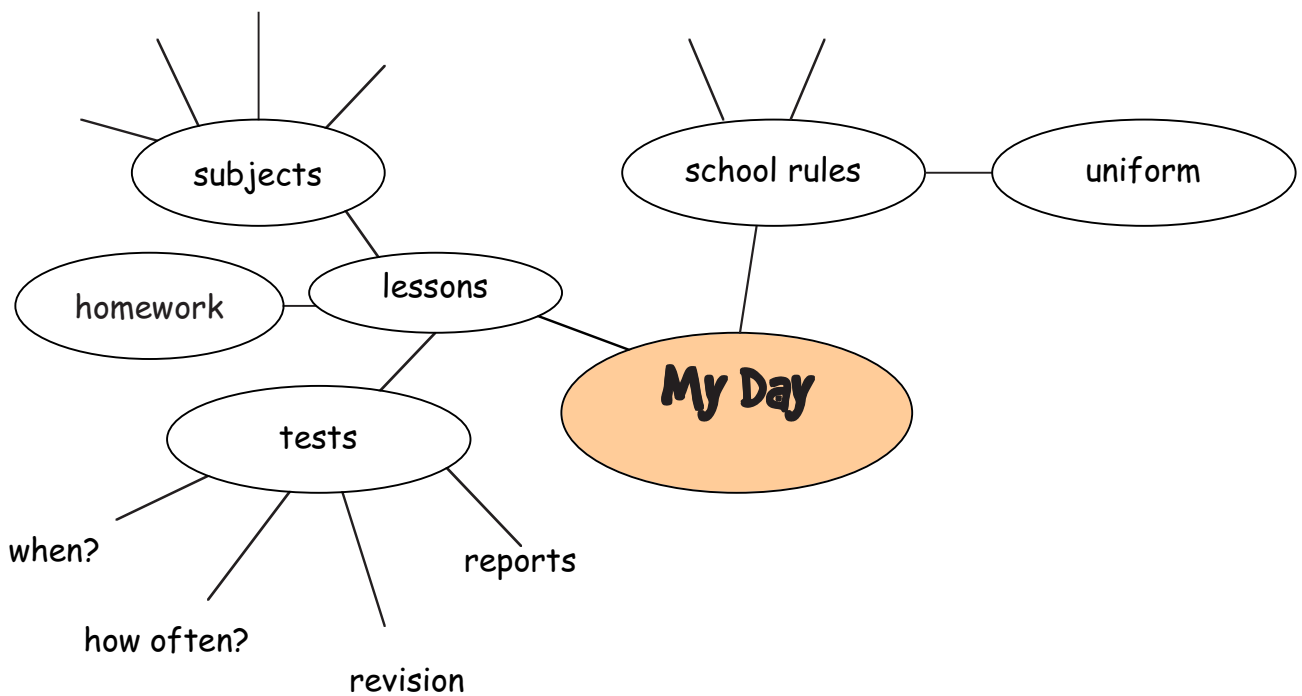 subjects
school rules
uniform
lessons
homework
My Day
tests
when?
reports
how often?
revision